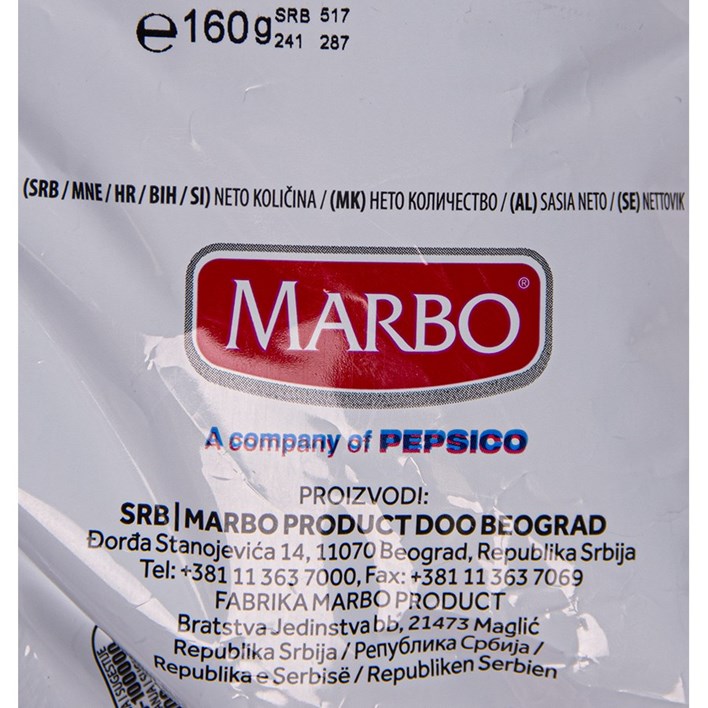 ℮160g SRB 517
241 287
(SRB / MNE / HR / BIH / SI) NETO KOLIČINA / (MK) НЕТО КОЛИЧЕСТВО / (AL) SASIA NETO / (SE) NETTOVIK
MARBO®
A company of PEPSICO
PROIZVODI:
SRB|MARBO PRODUCT DOO BEOGRAD
Đorđa Stanojevića 14, 11070 Beograd, Republika Srbija
Tel: +381 11 363 7000, Fax: +381 11 363 7069
FABRIKA MARBO PRODUCT
Bratstva Jedinstva bb, 21473 Maglić
Republika Srbija / Република Србија /
Republika e Serbisë / Republiken Serbien